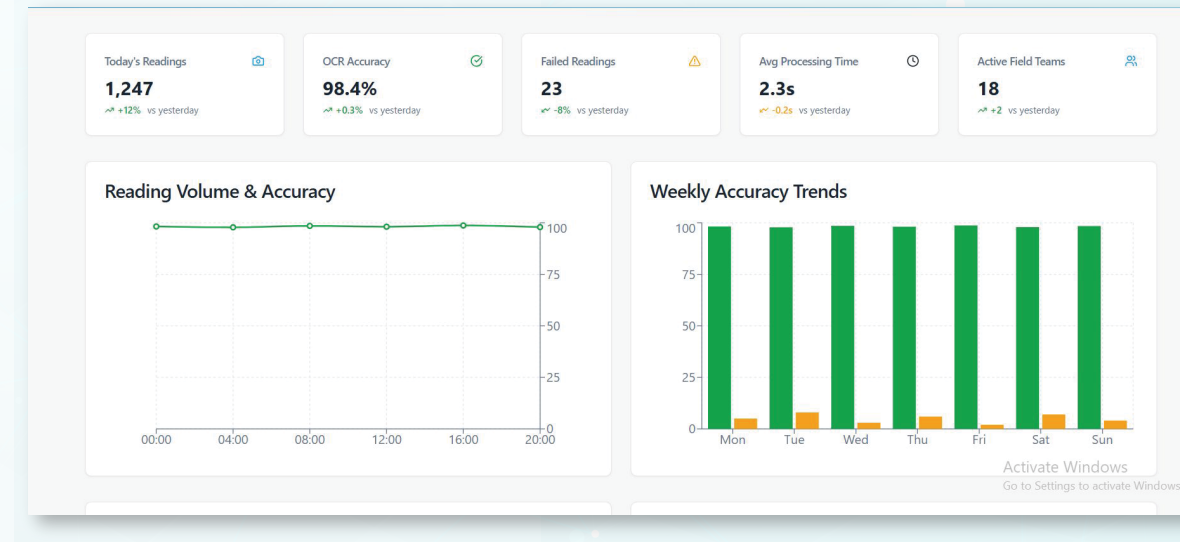 Today's Readings
1,247
+12% vs yesterday
OCR Accuracy
98.4%
+0.3% vs yesterday
Failed Readings
23
-8% vs yesterday
Avg Processing Time
2.3s
-0.2s vs yesterday
Active Field Teams
18
+2 vs yesterday
Reading Volume & Accuracy
100
75
50
25
0
00:00 04:00 08:00 12:00 16:00 20:00
Weekly Accuracy Trends
100
75
50
25
0
Mon Tue Wed Thu Fri Sat Sun
Activate Windows
Go to Settings to activate Windows